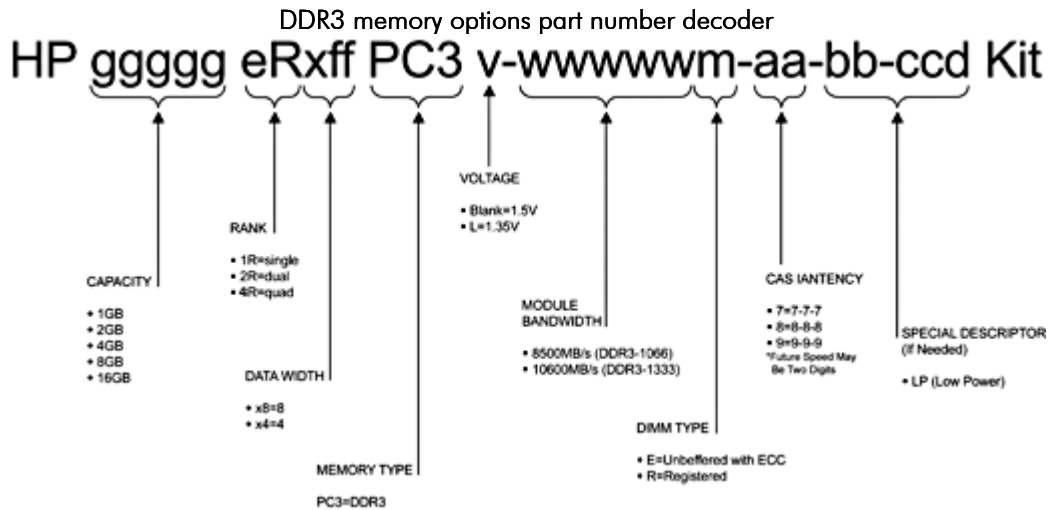 DDR3 memory options part number decoder
HP ggggg eRxff PC3 v-wwwwwm-aa-bb-ccd Kit
VOLTAGE
• Blank=1.5V
• L=1.35V
RANK
• 1R=single
• 2R=dual
• 4R=quad
CAPACITY
• 1GB
• 2GB
• 4GB
• 8GB
• 16GB
CAS lANTENCY
• 7=7-7-7
• 8=8-8-8
• 9=9-9-9
*Future Speed May
Be Two Digits
MODULE
BANDWIDTH
• 8500MB/s (DDR3-1066)
• 10600MB/s (DDR3-1333)
SPECIAL DESCRIPTOR
(If Needed)
• LP (Low Power)
DATA WIDTH
• x8=8
• x4=4
DIMM TYPE
• E=Unbeffered with ECC
• R=Registered
MEMORY TYPE
PC3=DDR3